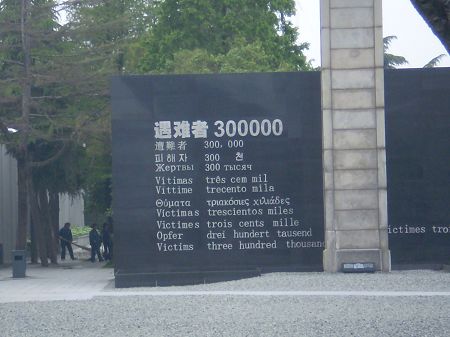 遇难者 300000
遭難者 300,000
피해자 300 천
Жертвы 300 тысяч
Vítimas três cem mil
Vittime trecento mila
Θύματα τριακόσιες χιλιάδες
Víctimas trescientos miles
Victimes trois cents mille
Opfer drei hundert tausend
Victims three hundred thousand
ictimes troi